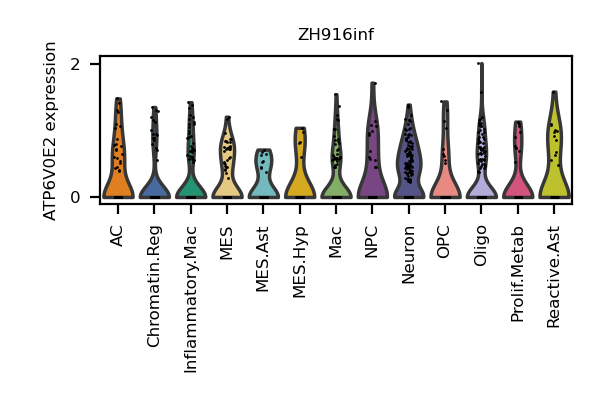 ZH916inf
ATP6V0E2 expression
2
0
AC
Chromatin.Reg
Inflammatory.Mac
MES
MES.Ast
MES.Hyp
Mac
NPC
Neuron
OPC
Oligo
Prolif.Metab
Reactive.Ast